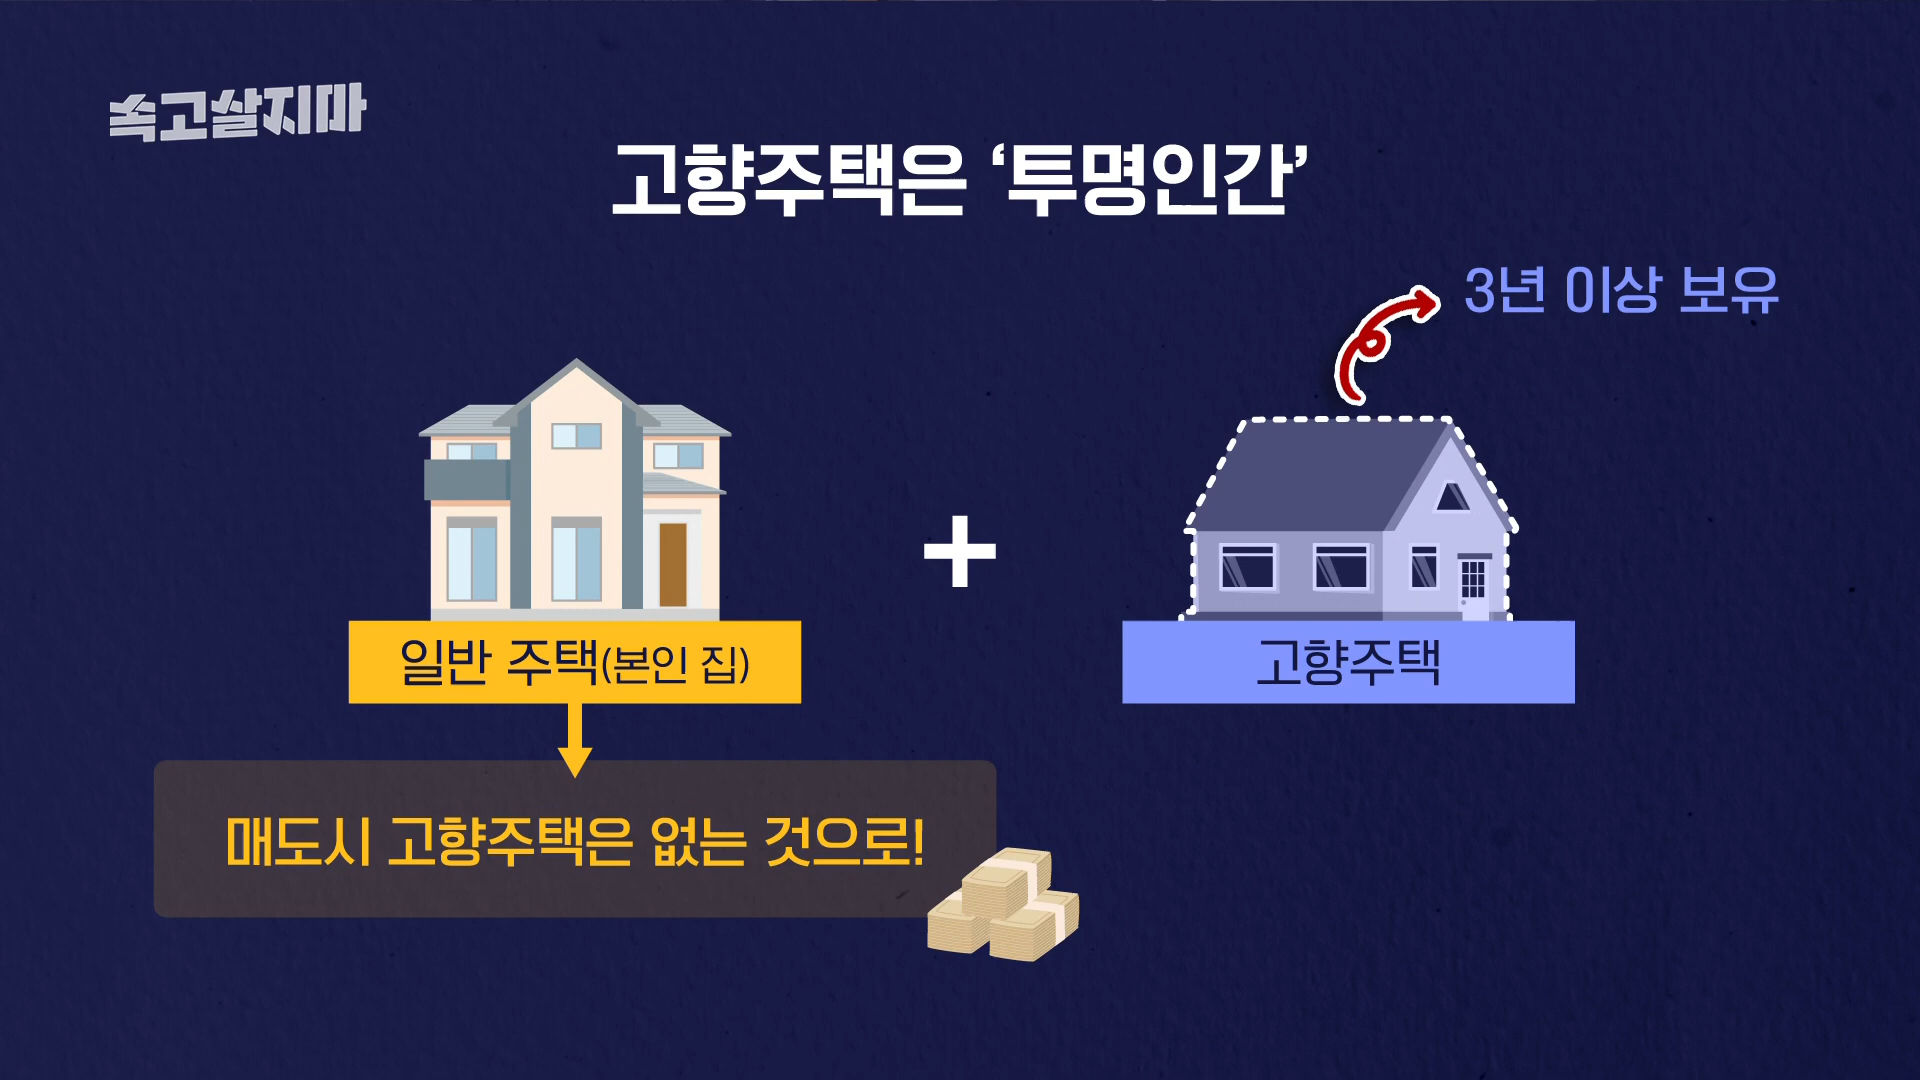 속고살지마
고향주택은 ‘투명인간’
3년 이상 보유
일반 주택(본인 집)
+
고향주택
매도시 고향주택은 없는 것으로!